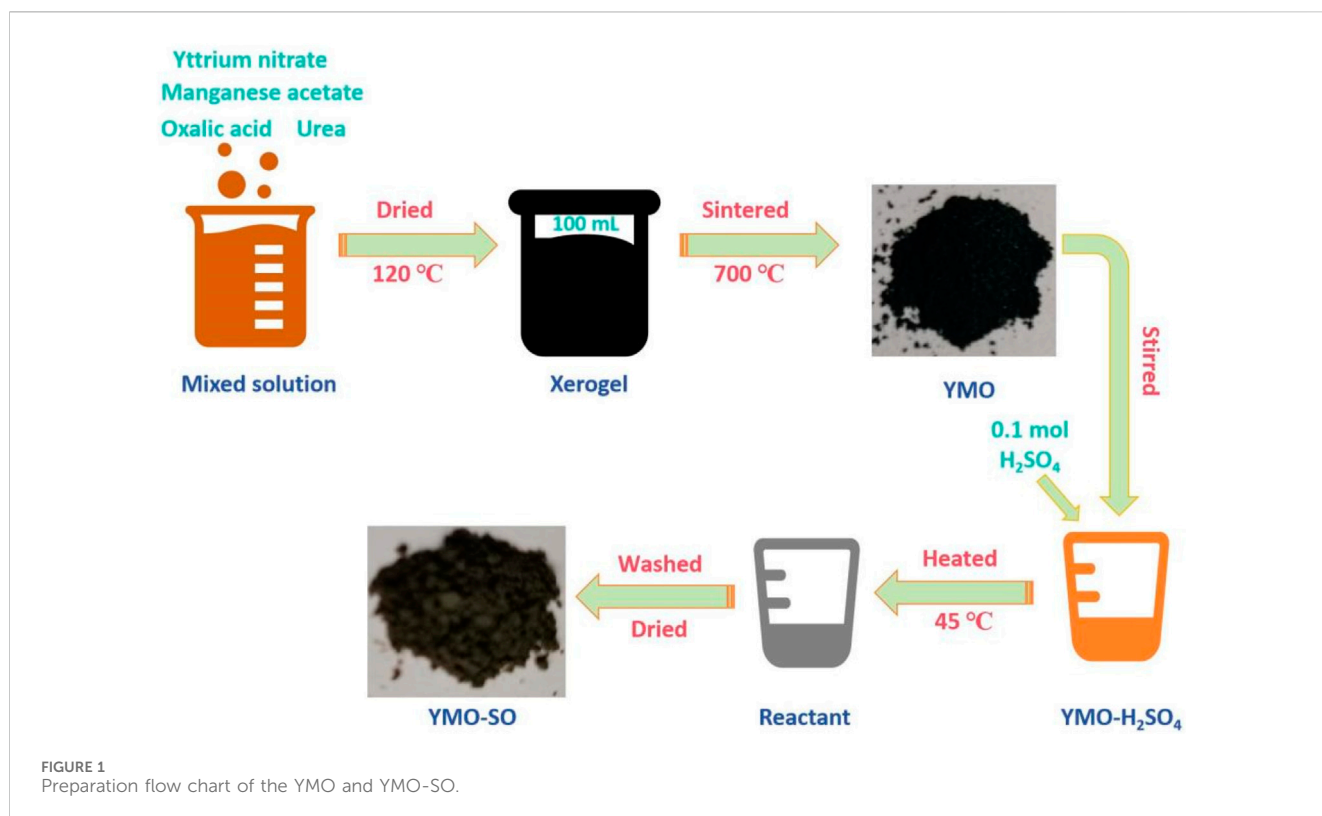 Yttrium nitrate
Manganese acetate
Oxalic acid Urea
Dried
120 ℃
Mixed solution
100 mL
Xerogel
Sintered
700 ℃
YMO
Stirred
0.1 mol
H₂SO₄
YMO-H₂SO₄
Heated
45 ℃
Reactant
Washed
Dried
YMO-SO
FIGURE 1
Preparation flow chart of the YMO and YMO-SO.